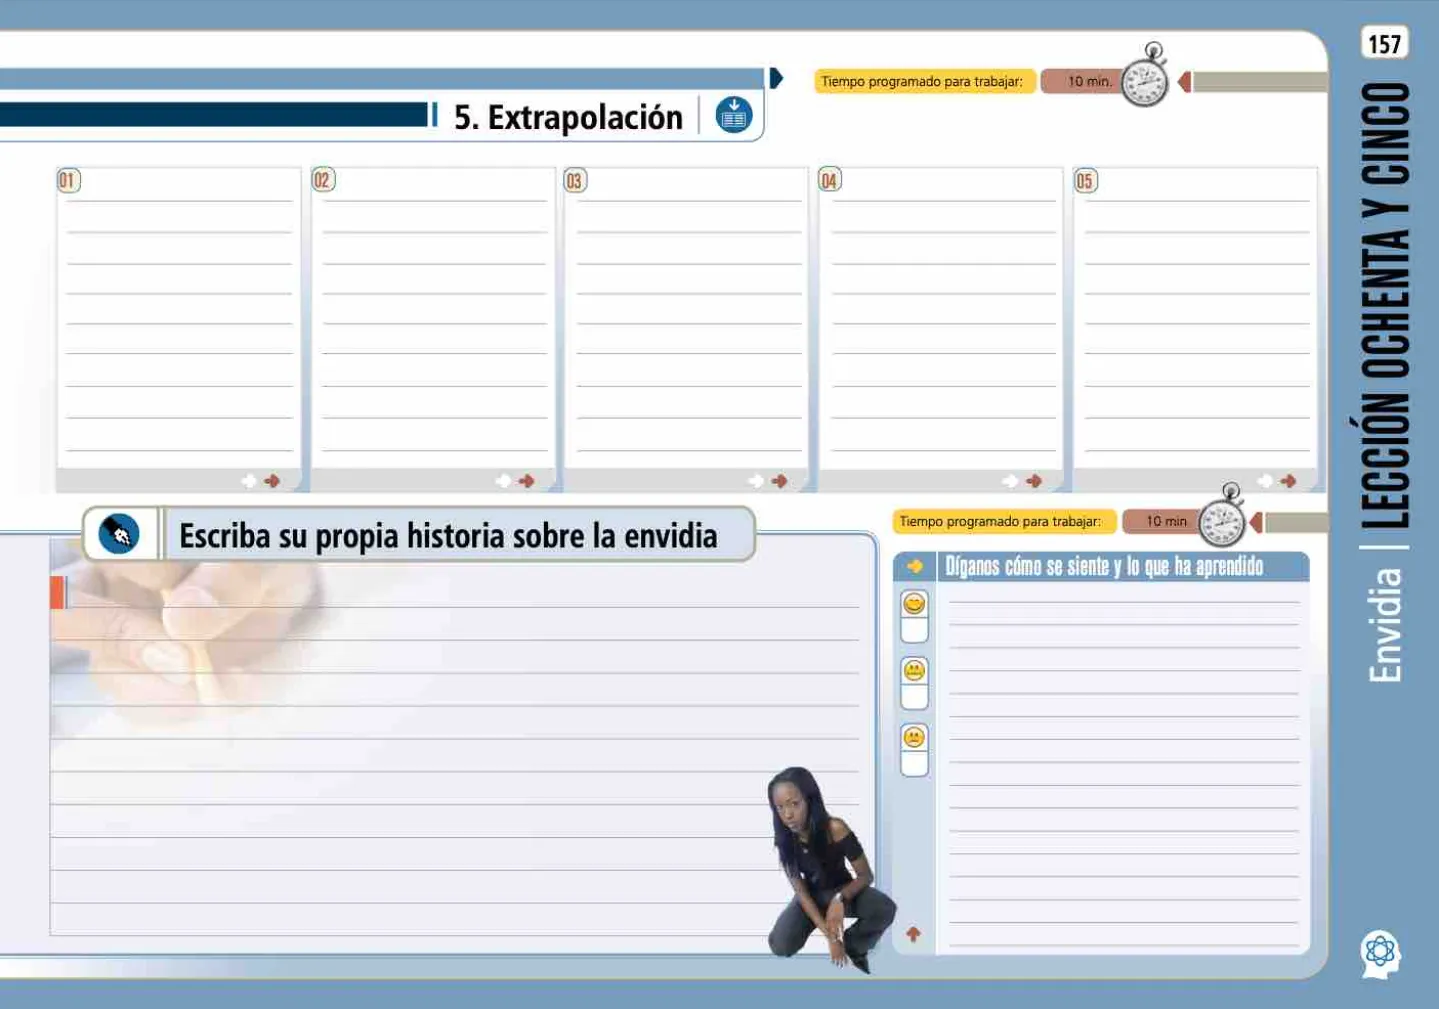 157
Tiempo programado para trabajar:
10 min.
5. Extrapolación
01
02
03
04
05
Escriba su propia historia sobre la envidia
Tiempo programado para trabajar:
10 min
Díganos cómo se siente y lo que ha aprendido
Envidia | LECCIÓN OCHENTA Y CINCO